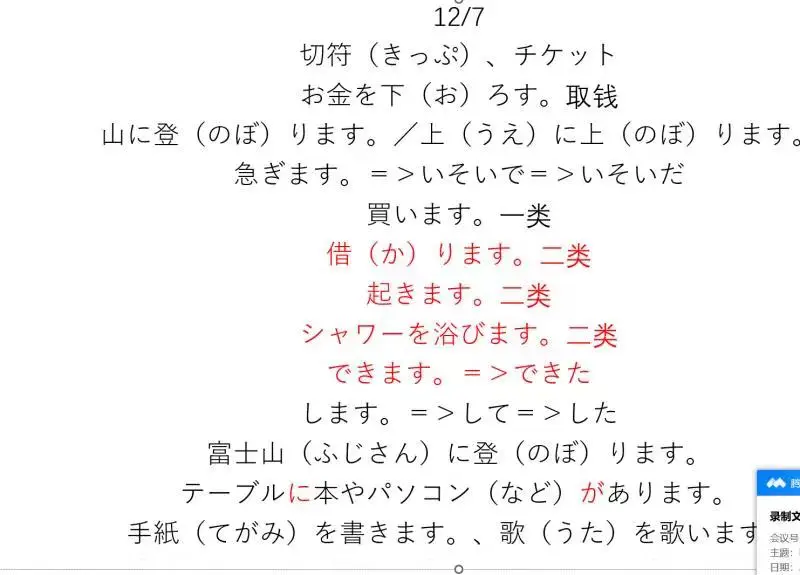 12/7
切符（きっぷ）、チケット
お金を下（お）ろす。取钱
山に登（のぼ）ります。／上（うえ）に上（のぼ）ります。
急ぎます。＝＞いそいで＝＞いそいだ
買います。一类
借（か）ります。二类
起きます。二类
シャワーを浴びます。二类
できます。＝＞できた
します。＝＞して＝＞した
富士山（ふじさん）に登（のぼ）ります。
テーブルに本やパソコン（など）があります。
手紙（てがみ）を書きます。、歌（うた）を歌います
腾
录制文
会议号
主题：
日期：